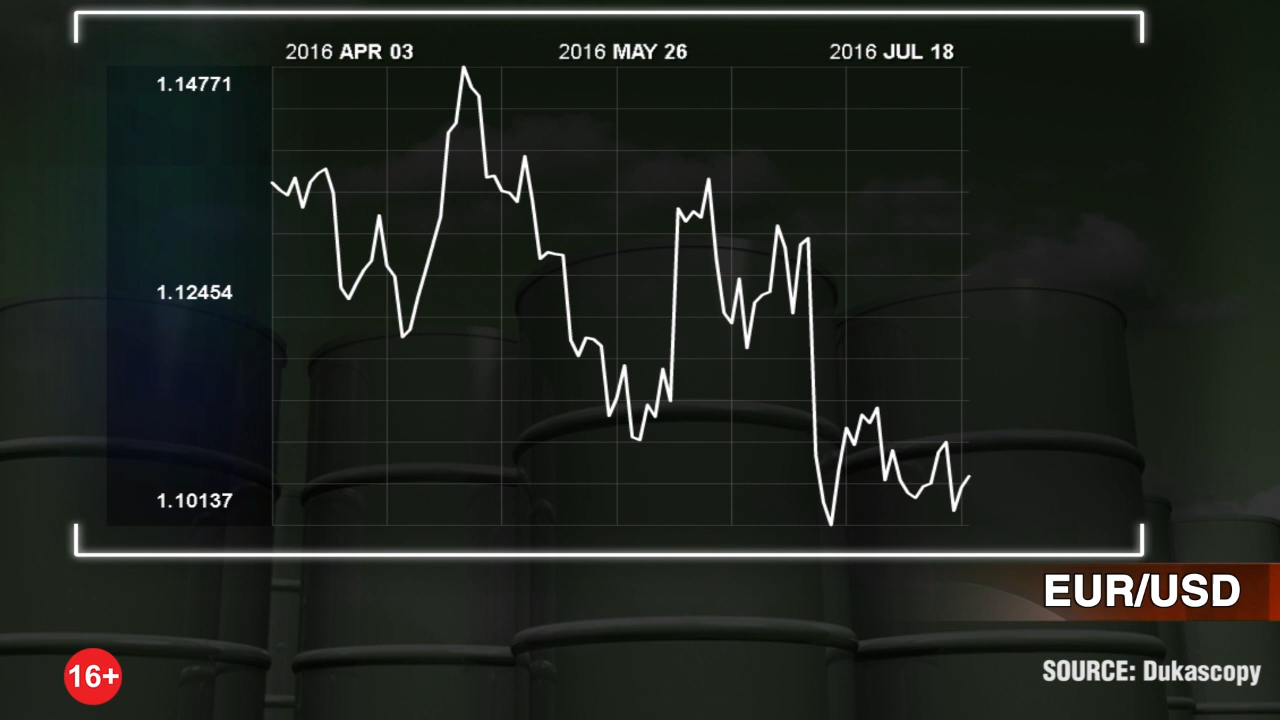 2016 APR 03 2016 MAY 26 2016 JUL 18
1.14771
1.12454
1.10137
EUR/USD
16+
SOURCE: Dukascopy